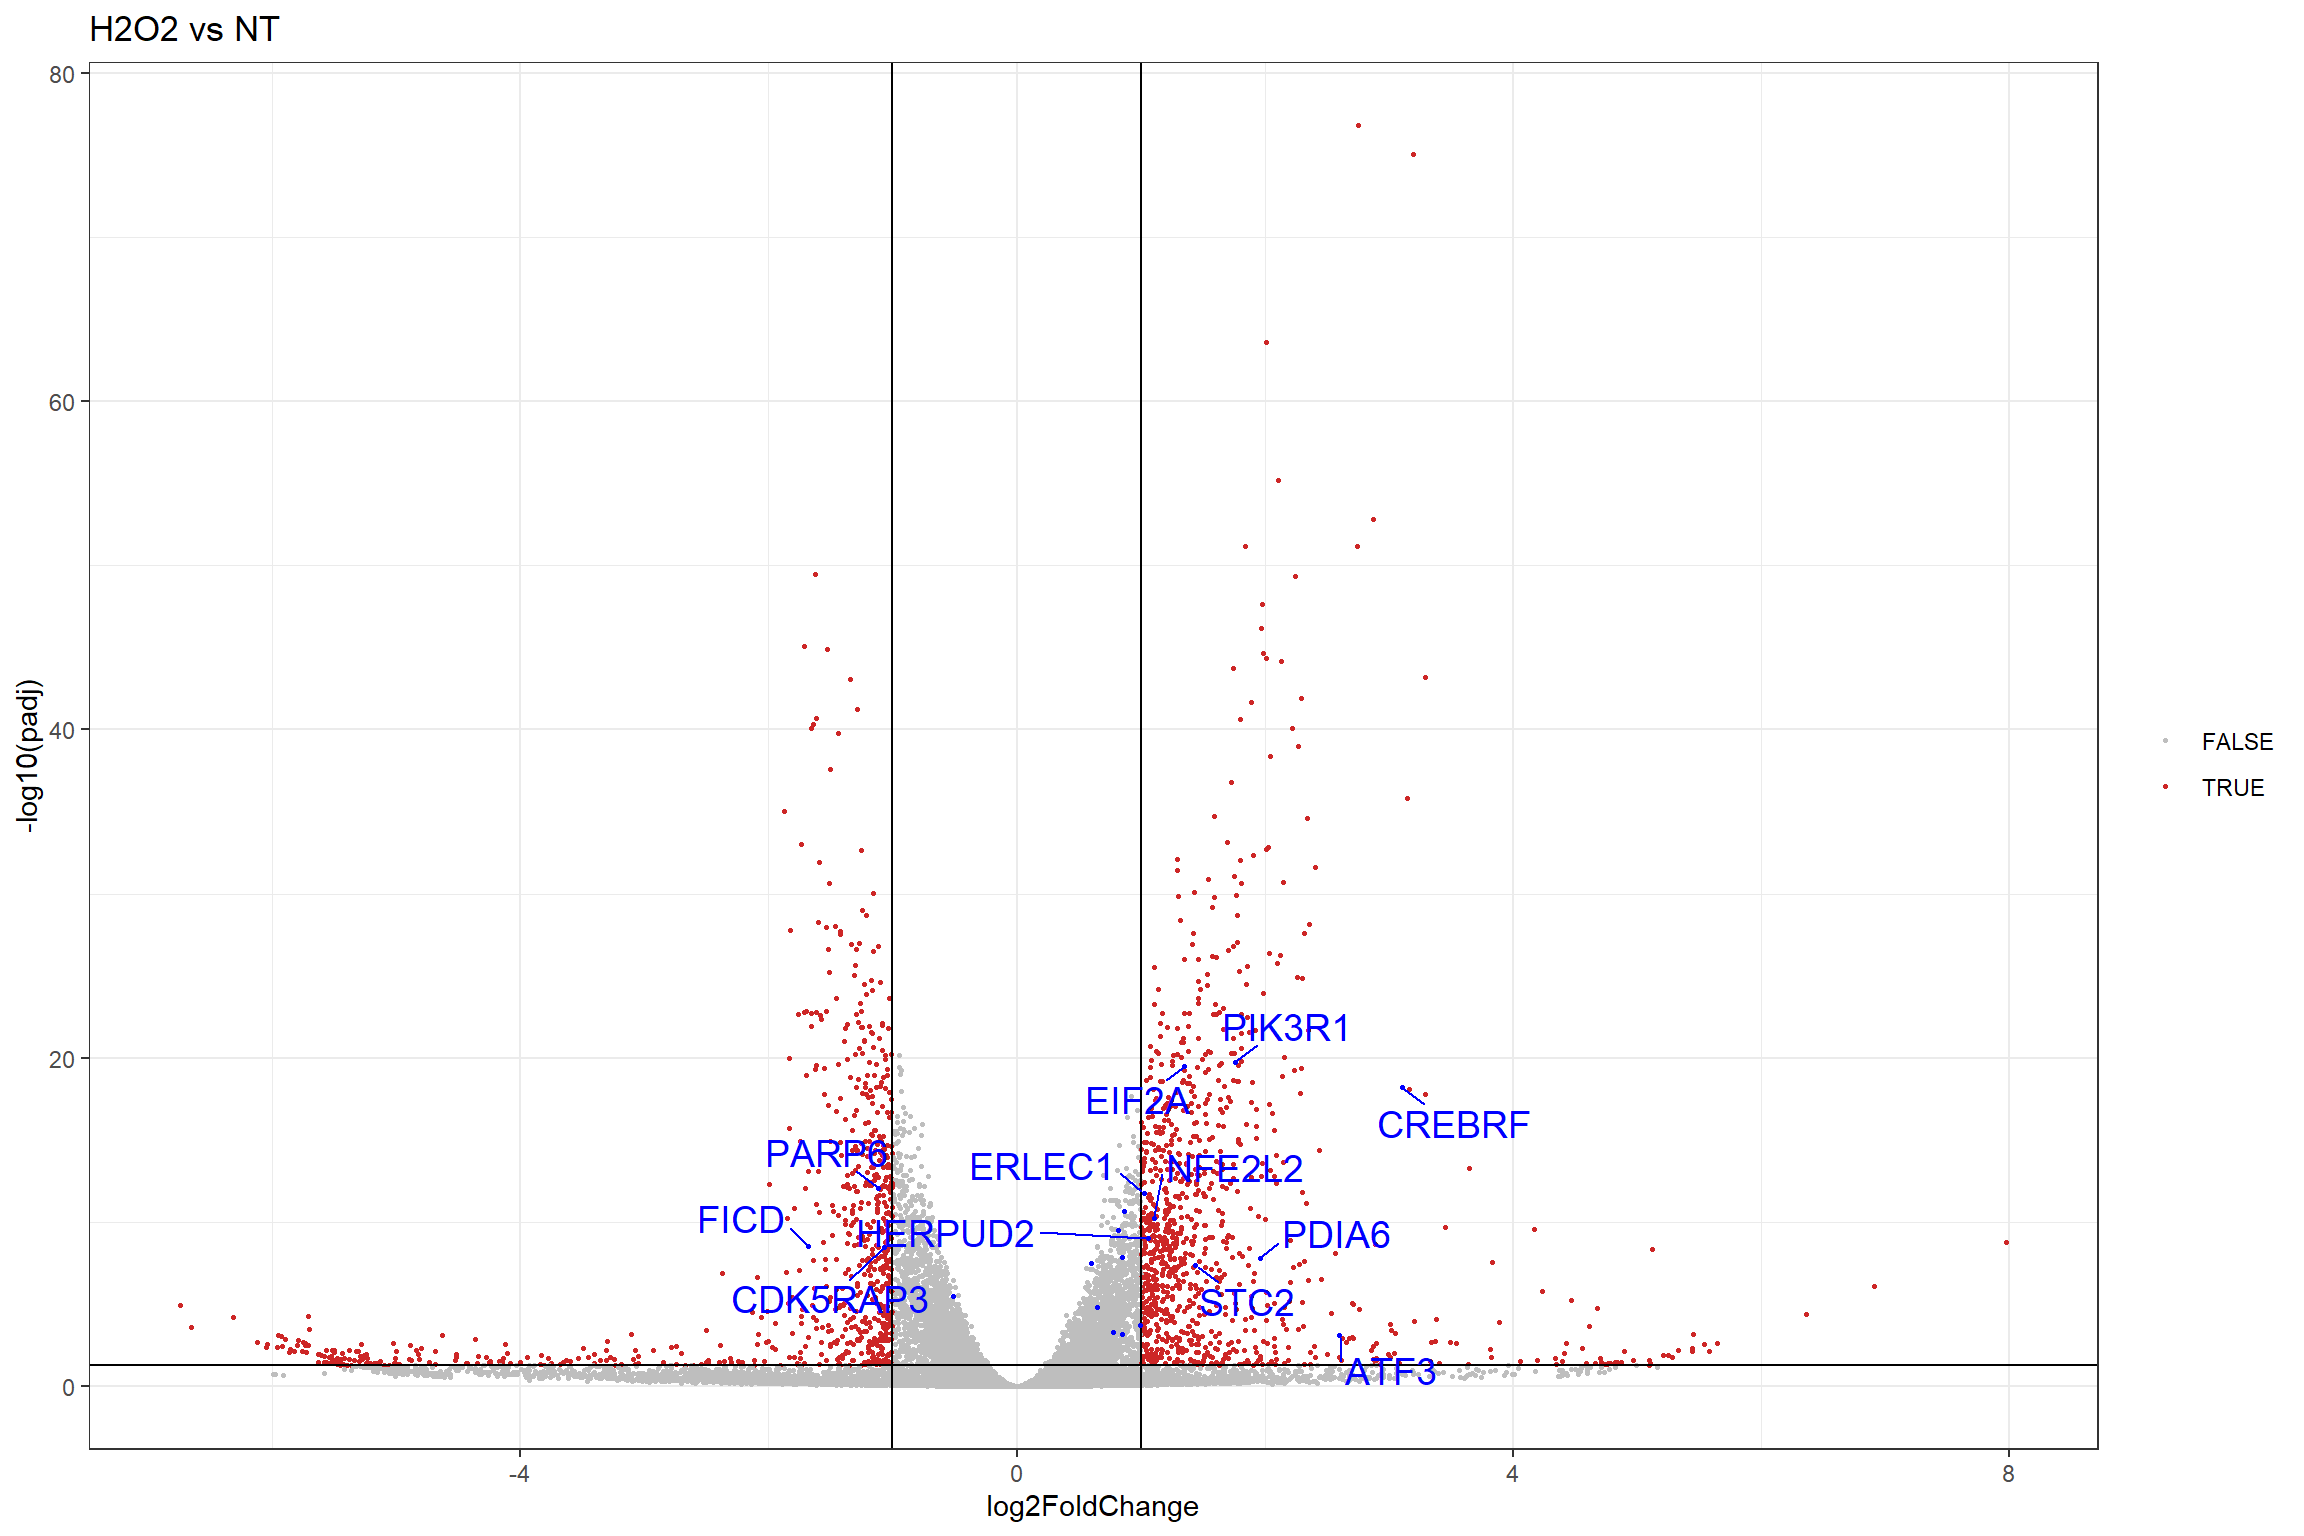 H2O2 vs NT
80
60
40
20
0
-log10(padj)
PIK3R1
EIF2A
CREBRF
PARP6
ERLEC1
NFE2L2
FICD
HERPUD2
PDIA6
CDK5RAP3
STC2
ATF3
FALSE
TRUE
-4
0
4
8
log2FoldChange